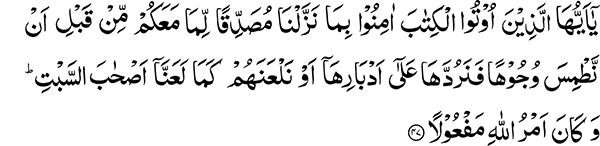 يٰۤاَيُّهَا الَّذِيْنَ اُوْتُوا الْكِتٰبَ اٰمِنُوْا بِمَا نَزَّلْنَا مُصَدِّقًا لِّمَا مَعَكُمْ مِّنْ قَبْلِ اَنْ
نَّطْمِسَ وُجُوْهًا فَنَرُدَّهَا عَلٰٓى اَدْبَارِهَاۤ اَوْ نَلْعَنَهُمْ كَمَا لَعَنَّاۤ اَصْحٰبَ السَّبْتِ ؕ
وَ كَانَ اَمْرُ اللّٰهِ مَفْعُوْلًا ﴿۴۷﴾